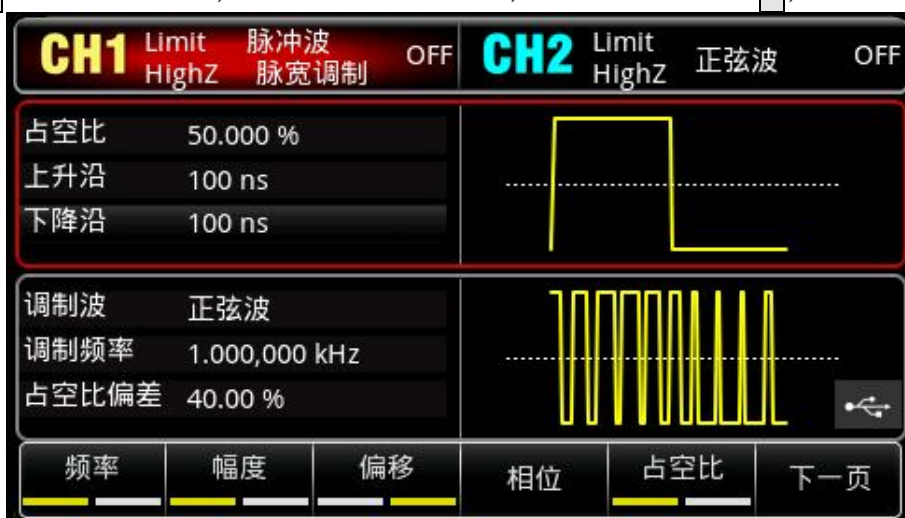 CH1 Limit 脉冲波 OFF CH2 Limit 正弦波 OFF
HighZ 脉宽调制 HighZ
占空比 50.000 %
上升沿 100 ns
下降沿 100 ns
调制波 正弦波
调制频率 1.000,000 kHz
占空比偏差 40.00 %
频率 幅度 偏移 相位 占空比 下一页